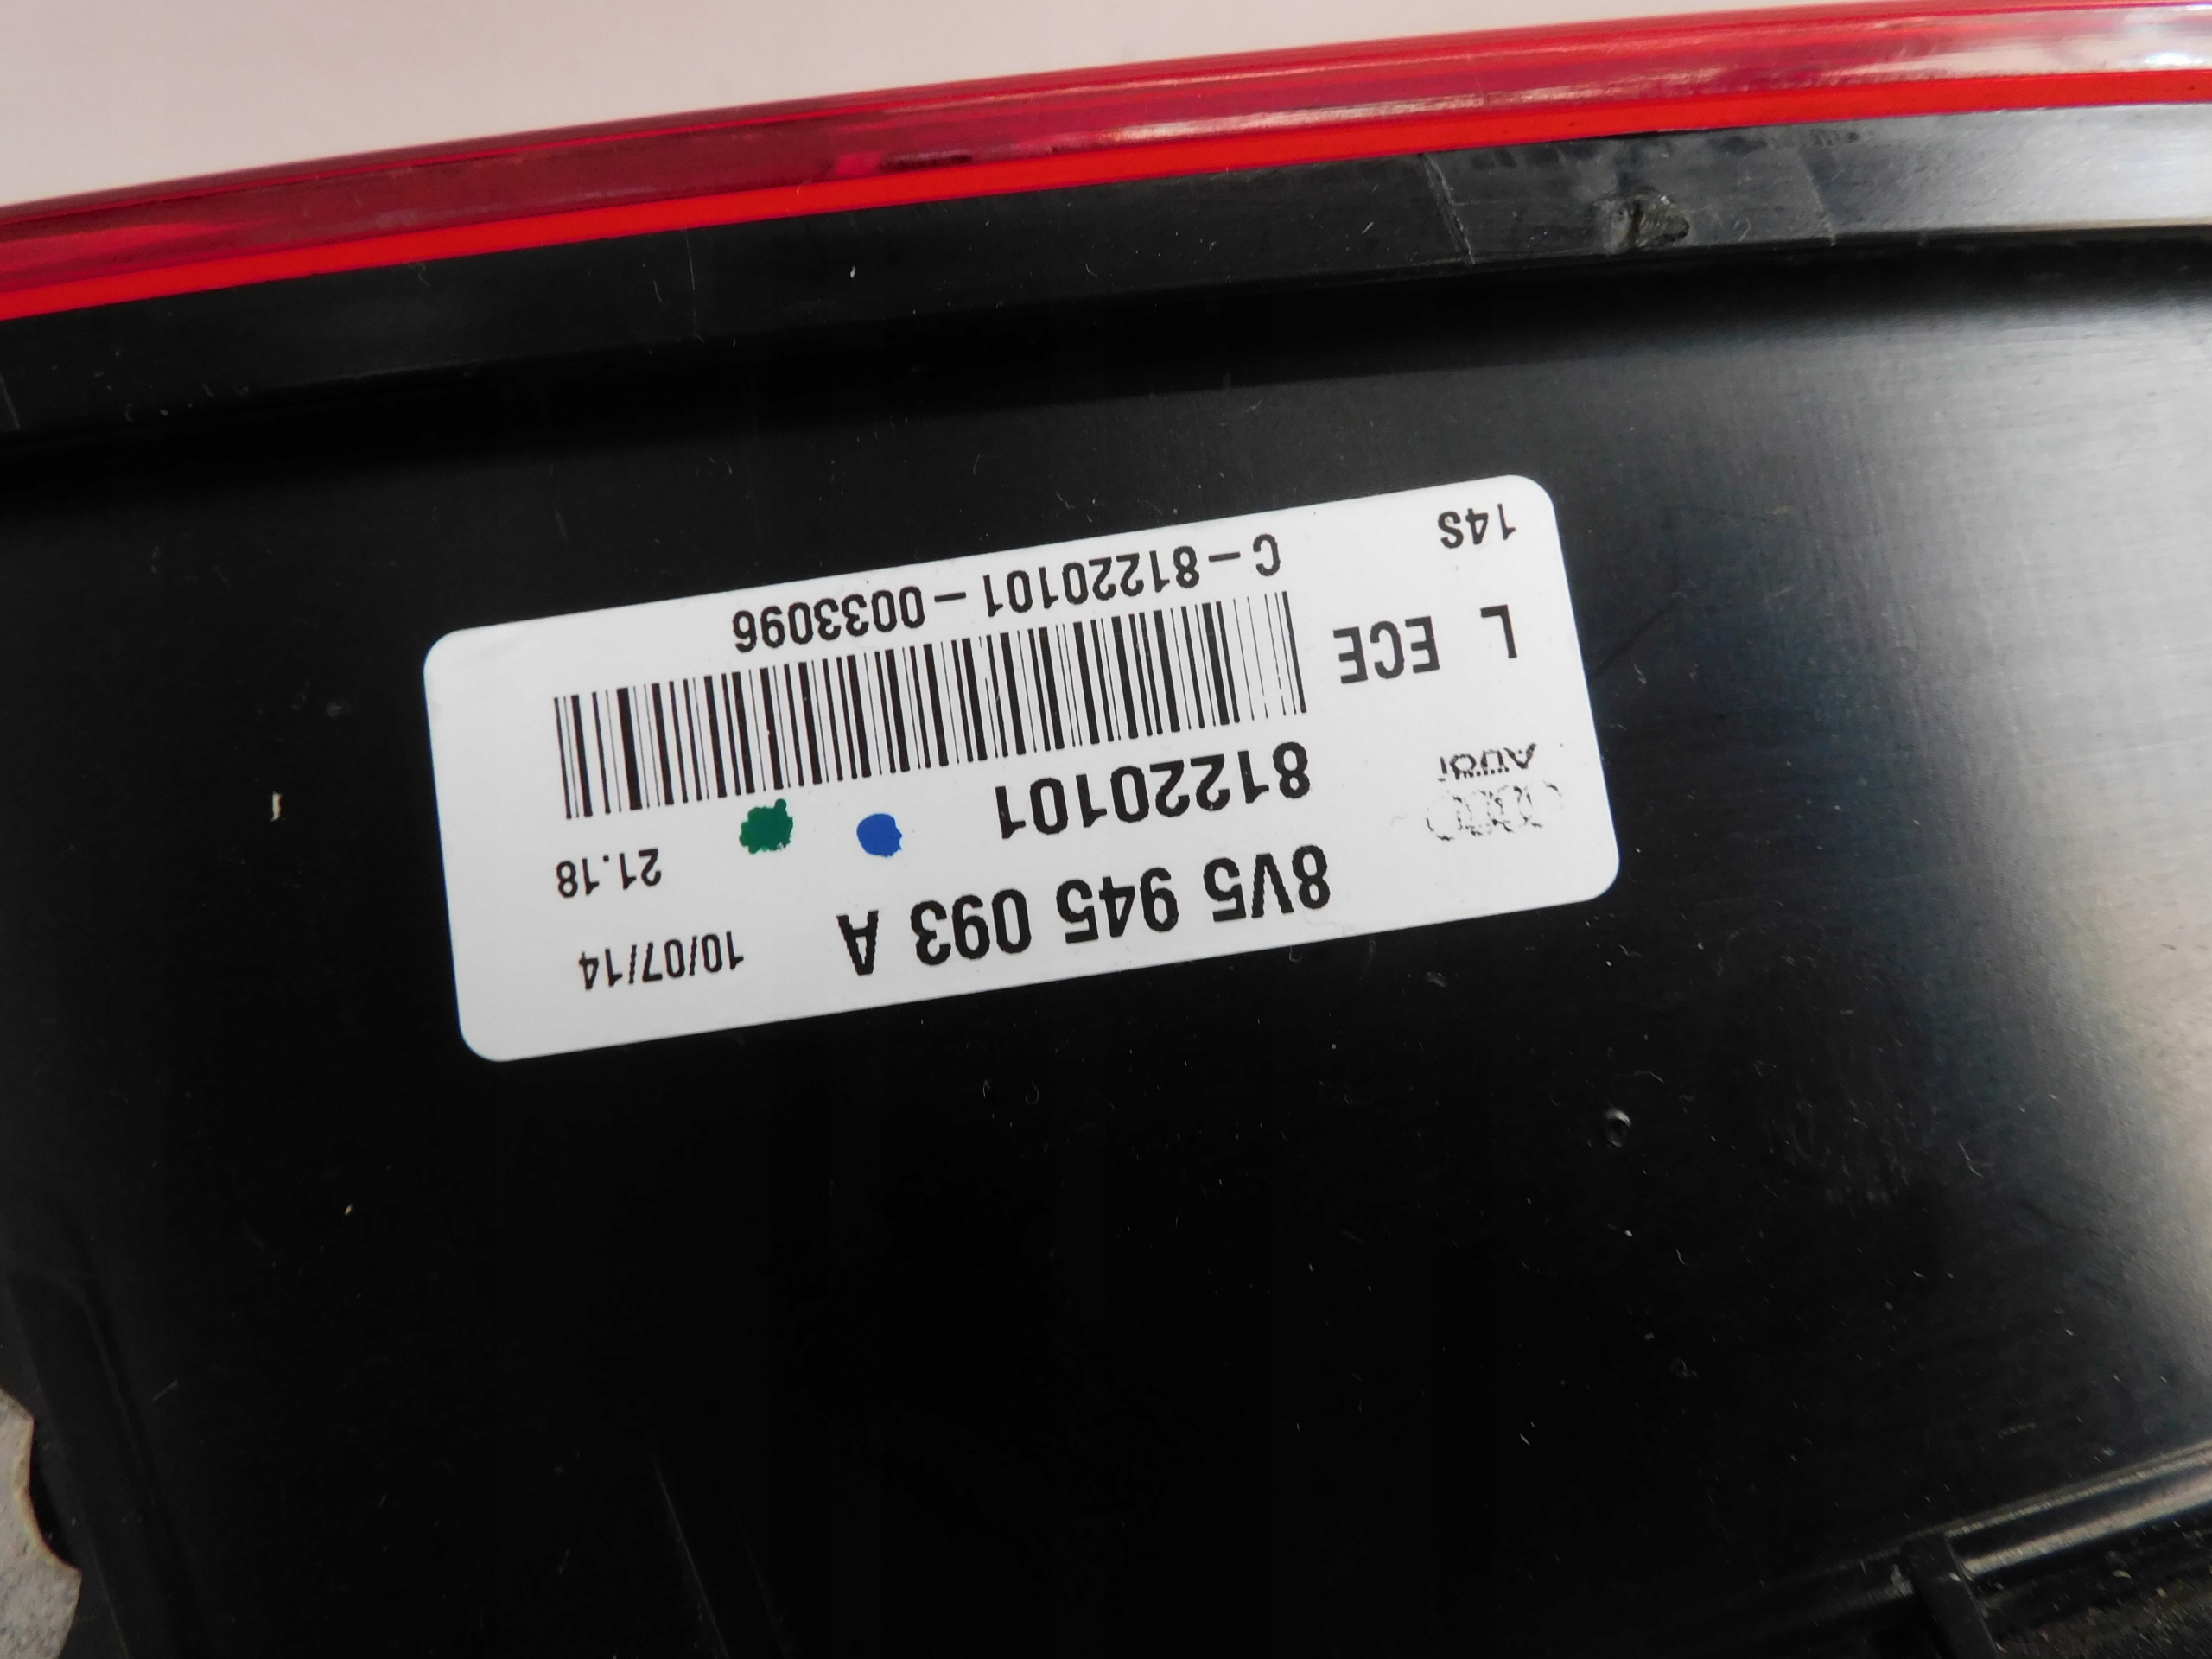 8V5 945 093 A
10/07/14
AUDI
81220101
21.18
L ECE
C-81220101-0033096
14S